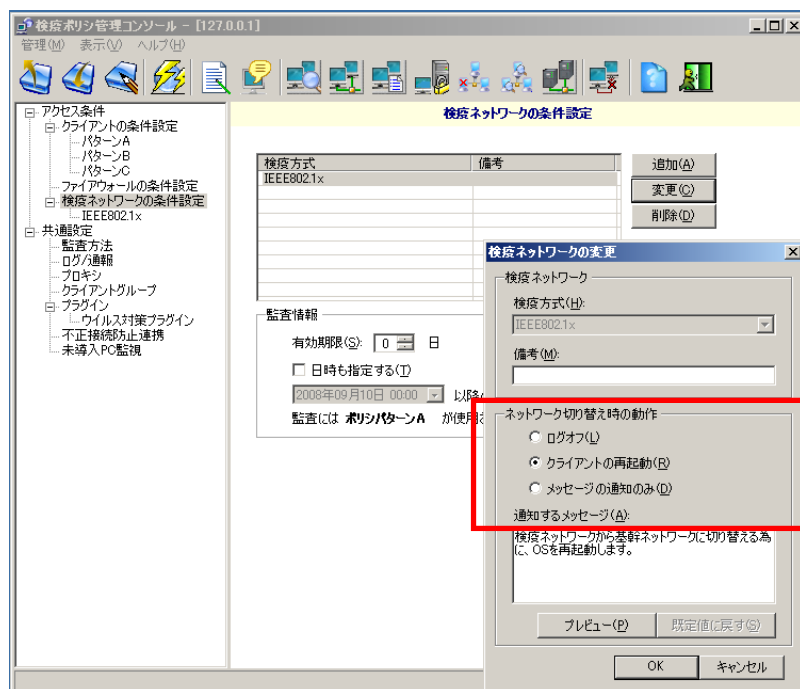 検疫ポリシ管理コンソール - [127.0.0.1]
管理(M) 表示(V) ヘルプ(H)
アクセス条件
クライアントの条件設定
パターンA
パターンB
パターンC
ファイアウォールの条件設定
検疫ネットワークの条件設定
IEEE802.1x
共通設定
監査方法
ログ/通報
プロキシ
クライアントグループ
プラグイン
ウイルス対策プラグイン
不正接続防止連携
未導入PC監視
検疫ネットワークの条件設定
検疫方式 備考
IEEE802.1x
追加(A)
変更(C)
削除(D)
監査情報
有効期限(S): 0 日
日時も指定する(T)
2008年09月10日 00:00 以降
監査には ポリシパターンA が使用さ
検疫ネットワークの変更
検疫ネットワーク
検疫方式(H):
IEEE802.1x
備考(M):
ネットワーク切り替え時の動作
ログオフ(L)
クライアントの再起動(R)
メッセージの通知のみ(D)
通知するメッセージ(A):
検疫ネットワークから基幹ネットワークに切り替える為
に、OSを再起動します。
プレビュー(P) 既定値に戻す(S)
OK キャンセル